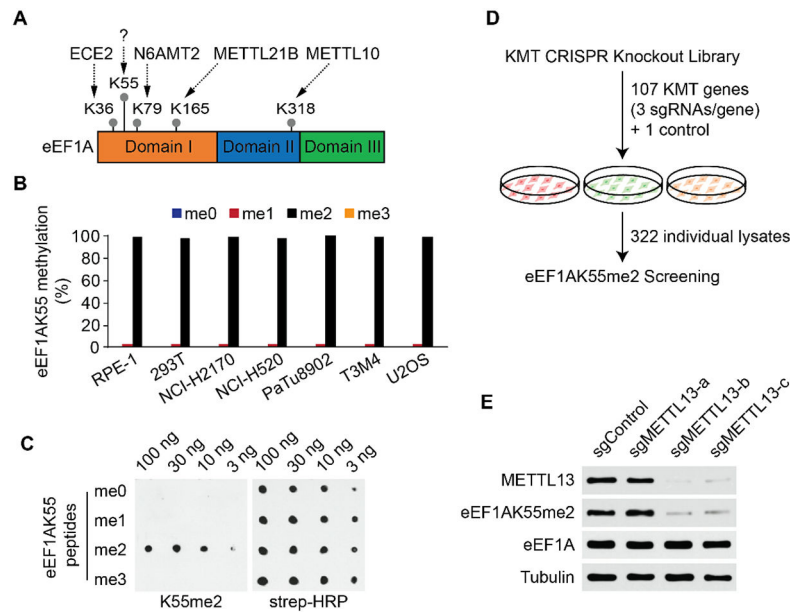 A
?
ECE2
N6AMT2
METTL21B
METTL10
K55
K36
K79
K165
K318
eEF1A
Domain I
Domain II
Domain III
B
me0
me1
me2
me3
eEF1AK55 methylation
(%)
100
80
60
40
20
0
RPE-1
293T
NCI-H2170
NCI-H520
PaTu8902
T3M4
U2OS
C
100 ng
30 ng
10 ng
3 ng
100 ng
30 ng
10 ng
3 ng
eEF1AK55
peptides
me0
me1
me2
me3
K55me2
strep-HRP
D
KMT CRISPR Knockout Library
107 KMT genes
(3 sgRNAs/gene)
+ 1 control
322 individual lysates
eEF1AK55me2 Screening
E
sgControl
sgMETTL13-a
sgMETTL13-b
sgMETTL13-c
METTL13
eEF1AK55me2
eEF1A
Tubulin